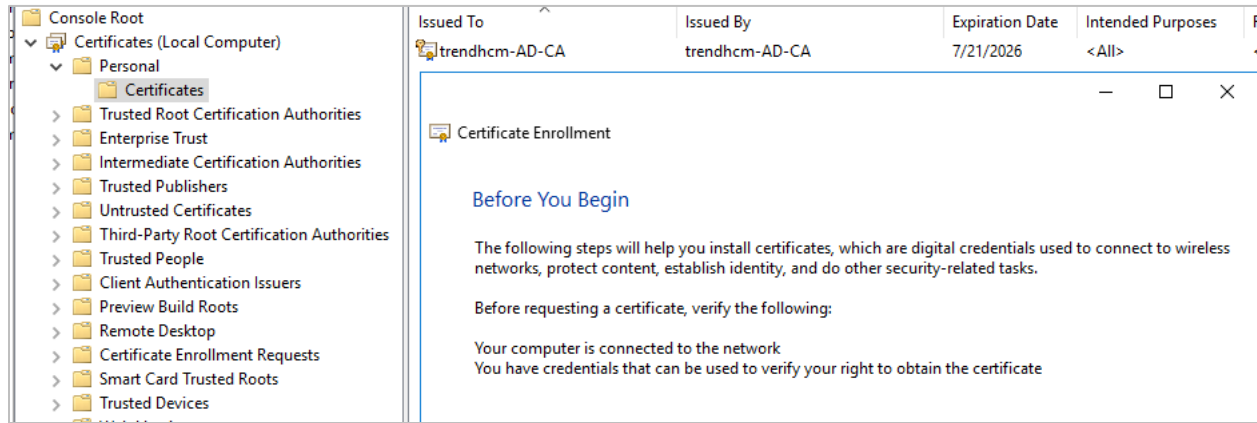 Console Root
Certificates (Local Computer)
Personal
Certificates
Trusted Root Certification Authorities
Enterprise Trust
Intermediate Certification Authorities
Trusted Publishers
Untrusted Certificates
Third-Party Root Certification Authorities
Trusted People
Client Authentication Issuers
Preview Build Roots
Remote Desktop
Certificate Enrollment Requests
Smart Card Trusted Roots
Trusted Devices
Issued To Issued By Expiration Date Intended Purposes
trendhcm-AD-CA trendhcm-AD-CA 7/21/2026 <All>
Certificate Enrollment
Before You Begin
The following steps will help you install certificates, which are digital credentials used to connect to wireless
networks, protect content, establish identity, and do other security-related tasks.
Before requesting a certificate, verify the following:
Your computer is connected to the network
You have credentials that can be used to verify your right to obtain the certificate